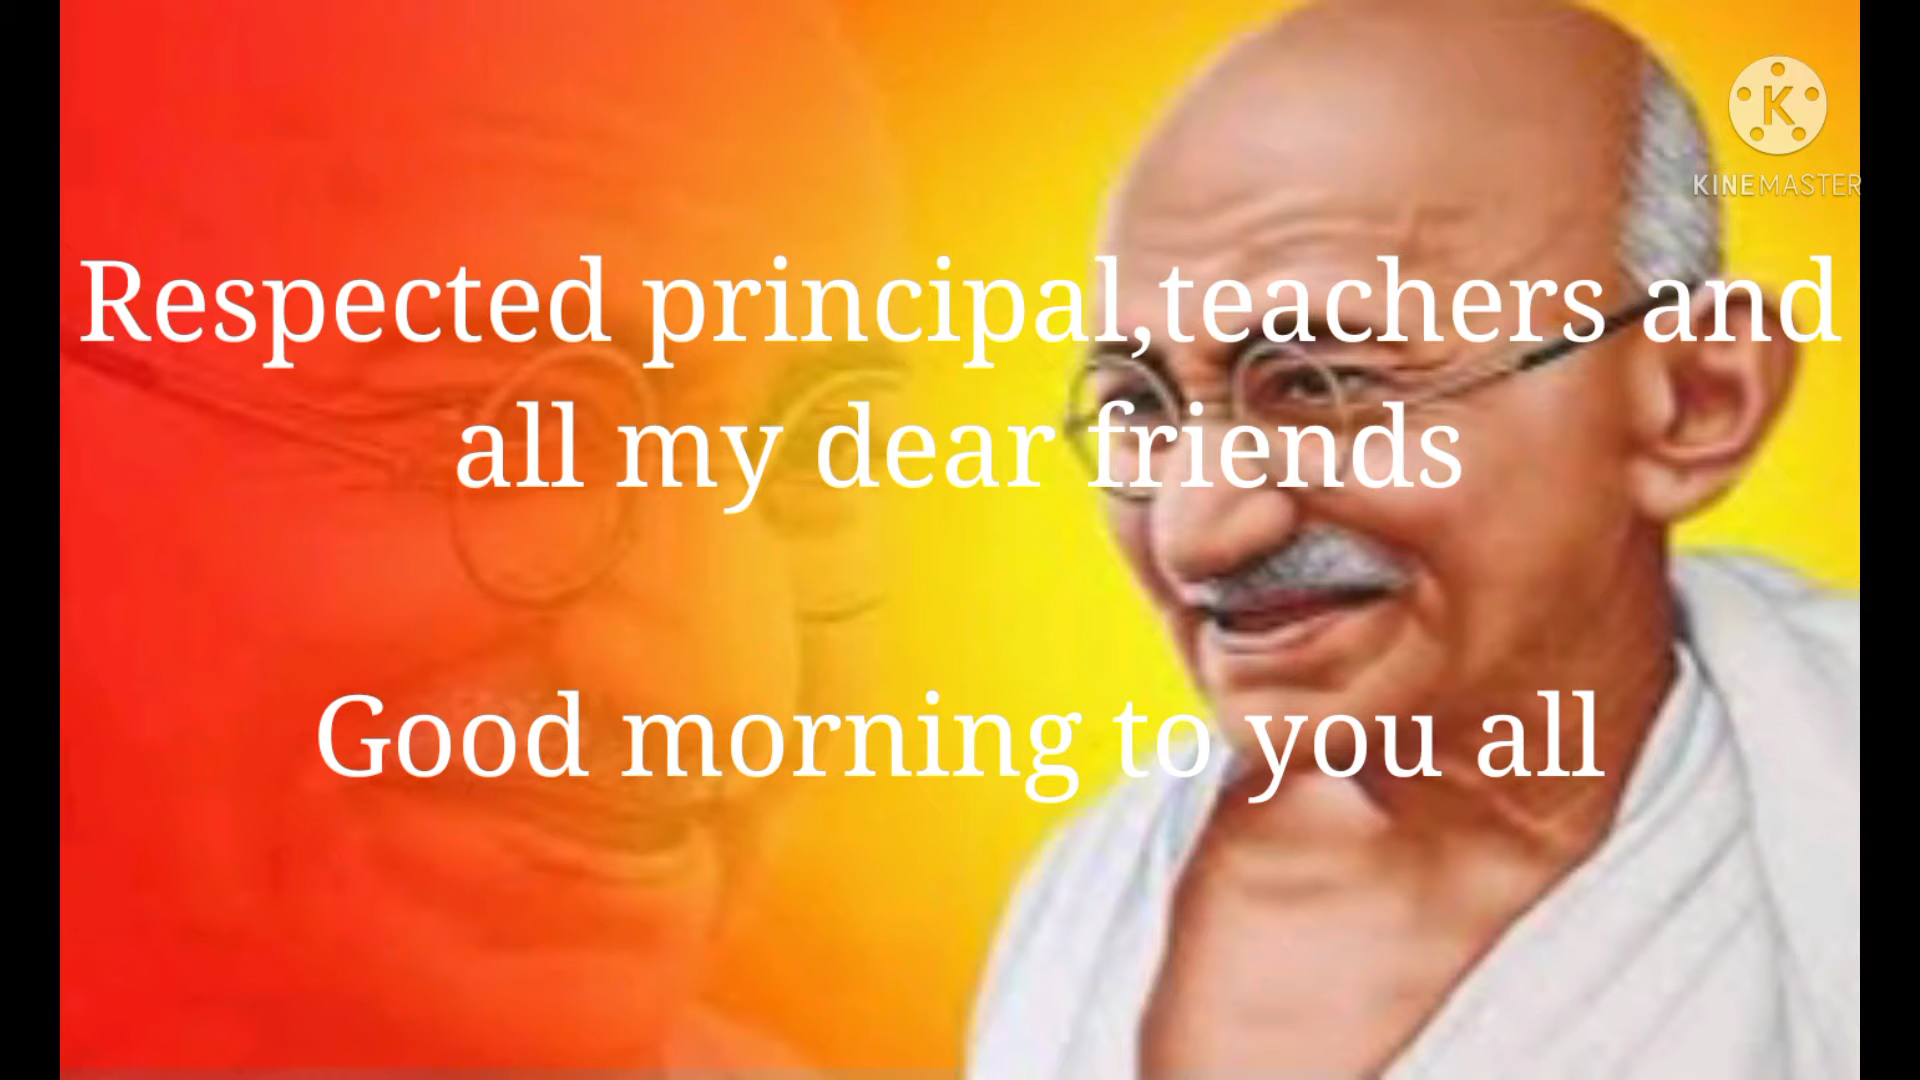 KINEMASTER
Respected principal,teachers and
all my dear friends
Good morning to you all